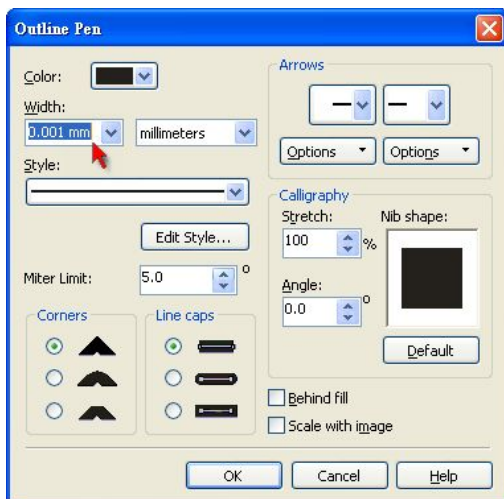 Outline Pen
Color:
Width:
0.001 mm
millimeters
Style:
Edit Style...
Miter Limit:
5.0
°
Corners
Line caps
Arrows
Options
Options
Calligraphy
Stretch:
Nib shape:
100
%
Angle:
0.0
°
Default
Behind fill
Scale with image
OK
Cancel
Help